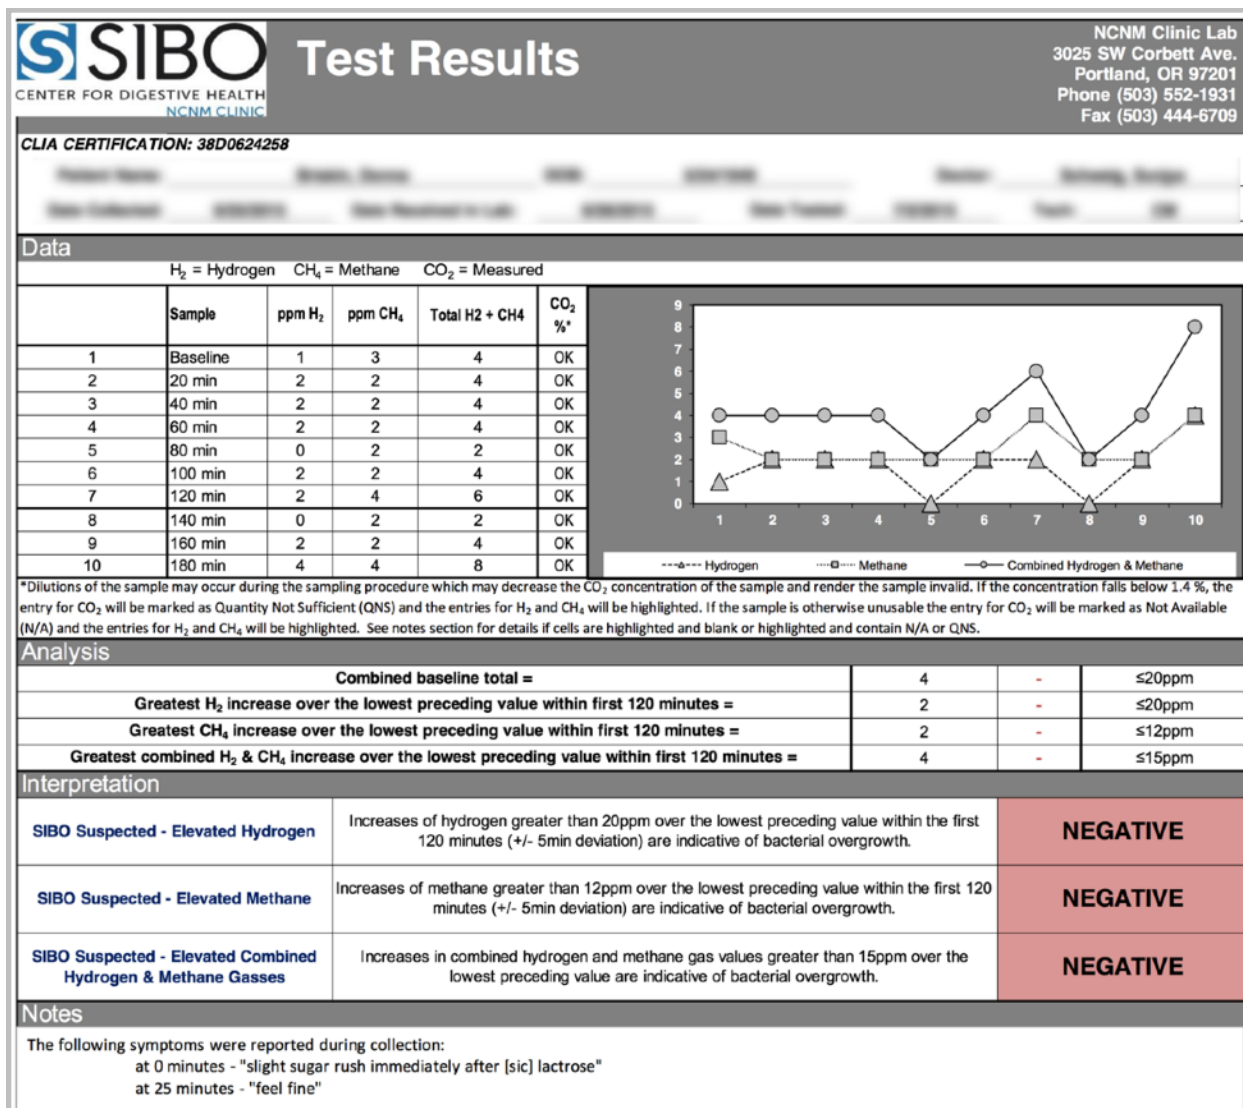 SIBO
CENTER FOR DIGESTIVE HEALTH
NCNM CLINIC
Test Results
NCNM Clinic Lab
3025 SW Corbett Ave.
Portland, OR 97201
Phone (503) 552-1931
Fax (503) 444-6709
CLIA CERTIFICATION: 38D0624258
Data
H₂ = Hydrogen CH₄ = Methane CO₂ = Measured
Sample ppm H₂ ppm CH₄ Total H2 + CH4 CO₂ %*
1 Baseline 1 3 4 OK
2 20 min 2 2 4 OK
3 40 min 2 2 4 OK
4 60 min 2 2 4 OK
5 80 min 0 2 2 OK
6 100 min 2 2 4 OK
7 120 min 2 4 6 OK
8 140 min 0 2 2 OK
9 160 min 2 2 4 OK
10 180 min 4 4 8 OK
9
8
7
6
5
4
3
2
1
0
1 2 3 4 5 6 7 8 9 10
Hydrogen Methane Combined Hydrogen & Methane
*Dilutions of the sample may occur during the sampling procedure which may decrease the CO₂ concentration of the sample and render the sample invalid. If the concentration falls below 1.4 %, the
entry for CO₂ will be marked as Quantity Not Sufficient (QNS) and the entries for H₂ and CH₄ will be highlighted. If the sample is otherwise unusable the entry for CO₂ will be marked as Not Available
(N/A) and the entries for H₂ and CH₄ will be highlighted. See notes section for details if cells are highlighted and blank or highlighted and contain N/A or QNS.
Analysis
Combined baseline total = 4 - ≤20ppm
Greatest H₂ increase over the lowest preceding value within first 120 minutes = 2 - ≤20ppm
Greatest CH₄ increase over the lowest preceding value within first 120 minutes = 2 - ≤12ppm
Greatest combined H₂ & CH₄ increase over the lowest preceding value within first 120 minutes = 4 - ≤15ppm
Interpretation
SIBO Suspected - Elevated Hydrogen
Increases of hydrogen greater than 20ppm over the lowest preceding value within the first
120 minutes (+/- 5min deviation) are indicative of bacterial overgrowth.
NEGATIVE
SIBO Suspected - Elevated Methane
Increases of methane greater than 12ppm over the lowest preceding value within the first 120
minutes (+/- 5min deviation) are indicative of bacterial overgrowth.
NEGATIVE
SIBO Suspected - Elevated Combined
Hydrogen & Methane Gasses
Increases in combined hydrogen and methane gas values greater than 15ppm over the
lowest preceding value are indicative of bacterial overgrowth.
NEGATIVE
Notes
The following symptoms were reported during collection:
at 0 minutes - "slight sugar rush immediately after [sic] lactrose"
at 25 minutes - "feel fine"